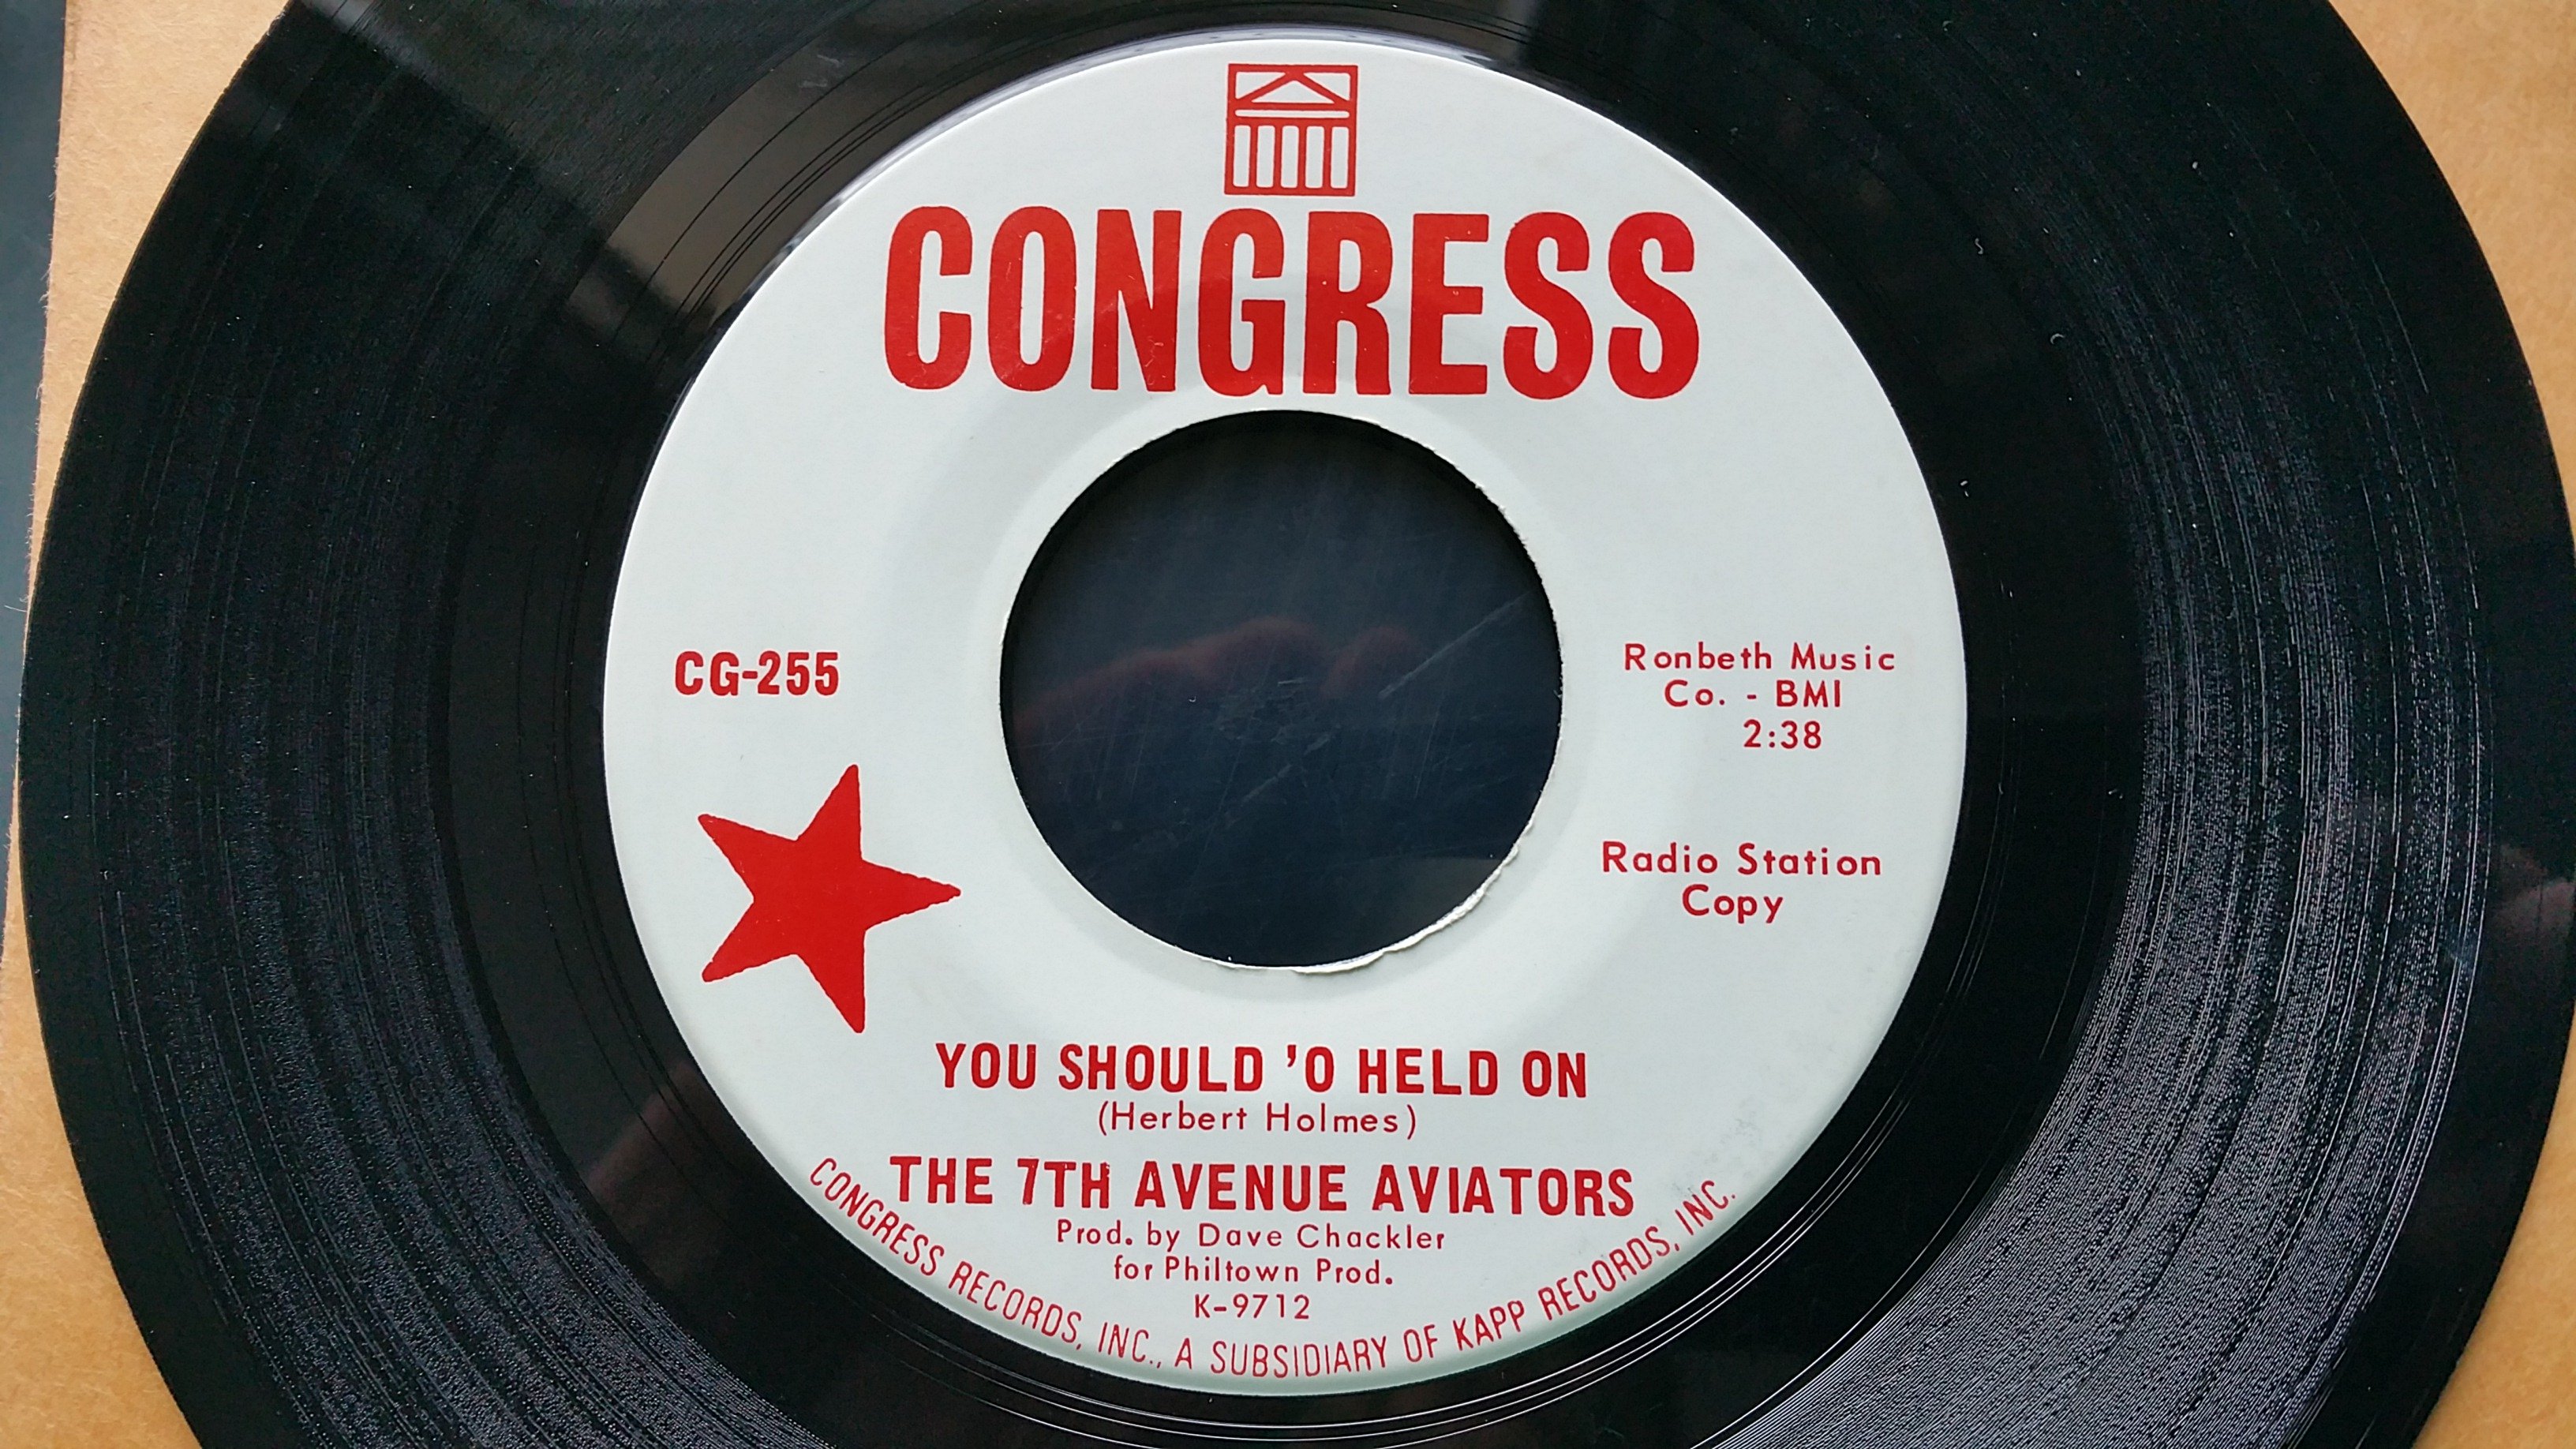 CONGRESS
CG-255
Ronbeth Music
Co. - BMI
2:38
Radio Station
Copy
YOU SHOULD 'O HELD ON
(Herbert Holmes)
THE 7TH AVENUE AVIATORS
Prod. by Dave Chackler
for Philtown Prod.
K-9712
CONGRESS RECORDS, INC., A SUBSIDIARY OF KAPP RECORDS, INC.